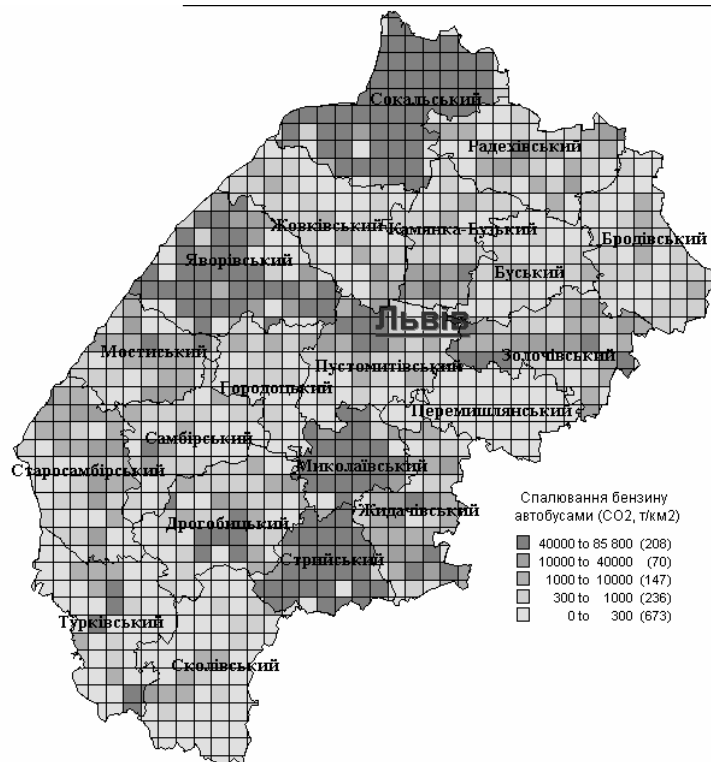 Сокальський
Радехівський
Жовківський
Камянка-Бузький
Бродівський
Яворівський
Буський
Львів
Мостиський
Пустомитівський
Золочівський
Городоцький
Перемишлянський
Самбірський
Старосамбірський
Миколаївський
Жидачівський
Дрогобицький
Стрийський
Турківський
Сколівський
Спалювання бензину
автобусами (CO2, т/км2)
40000 to 85 800 (208)
10000 to 40000 (70)
1000 to 10000 (147)
300 to 1000 (236)
0 to 300 (673)